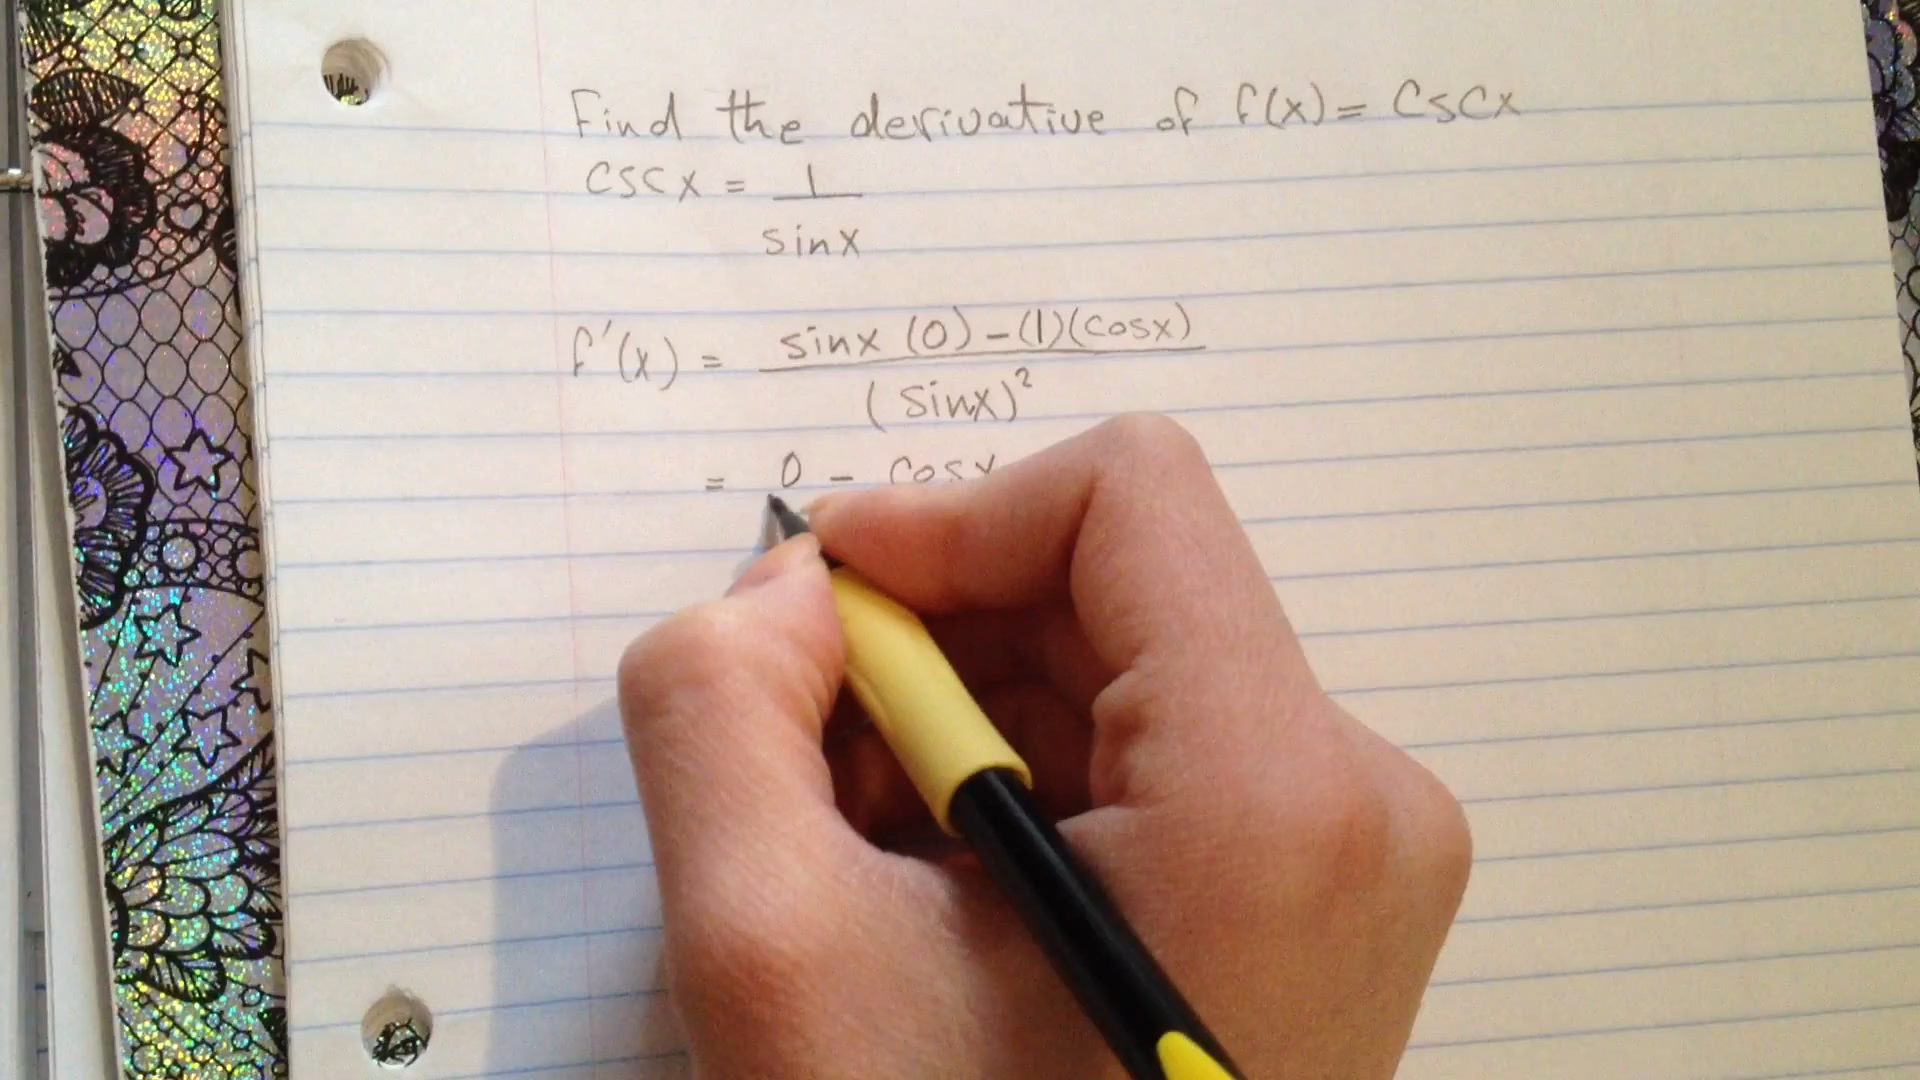 Find the derivative of f(x) = cscx
cscx = 1
sinx
f'(x) = sinx (0) - (1)(cosx)
(sinx)²
= 0 - cosx